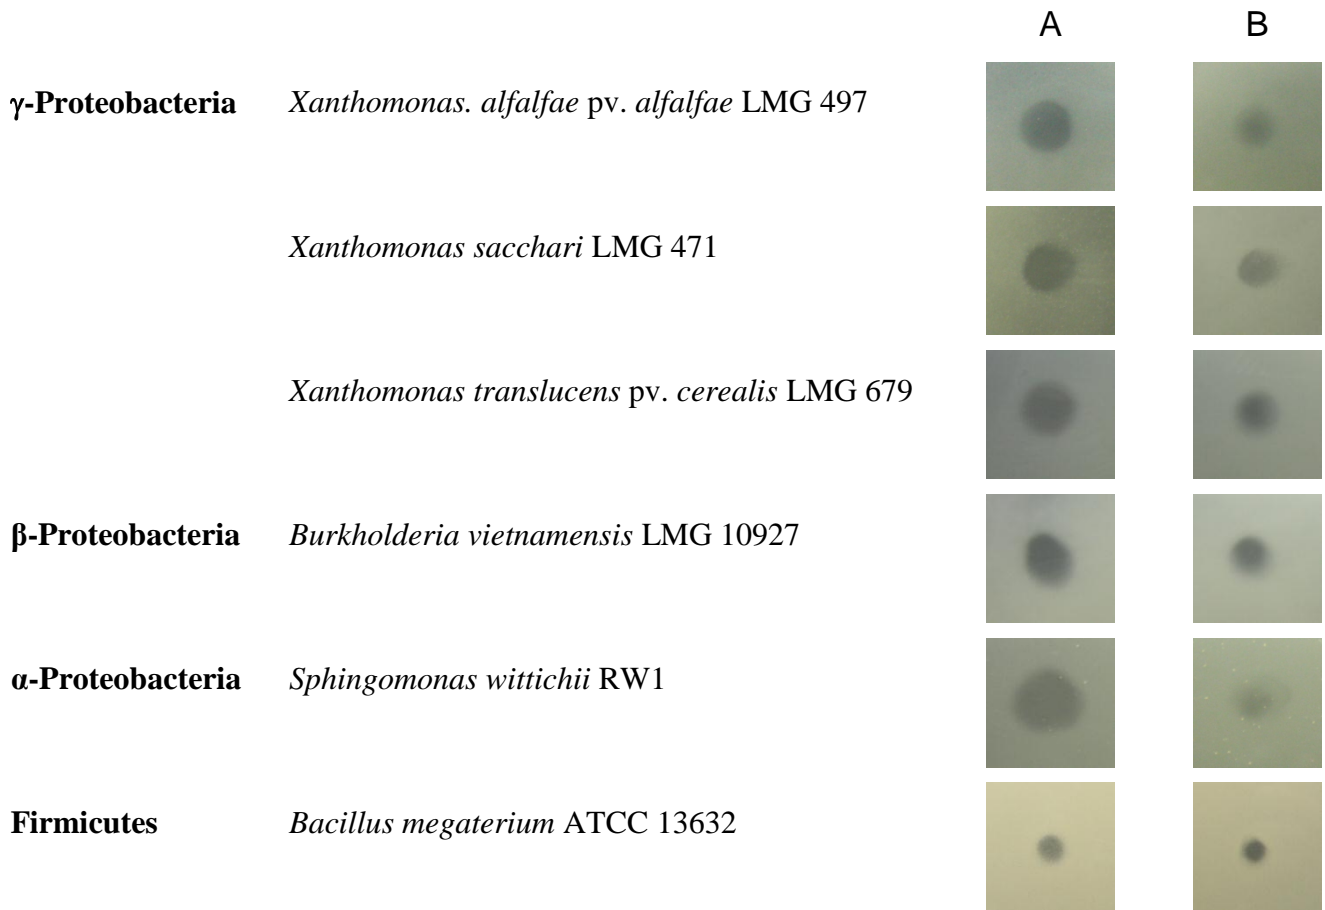 A B
γ-Proteobacteria Xanthomonas. alfalfae pv. alfalfae LMG 497
Xanthomonas sacchari LMG 471
Xanthomonas translucens pv. cerealis LMG 679
β-Proteobacteria Burkholderia vietnamensis LMG 10927
α-Proteobacteria Sphingomonas wittichii RW1
Firmicutes Bacillus megaterium ATCC 13632